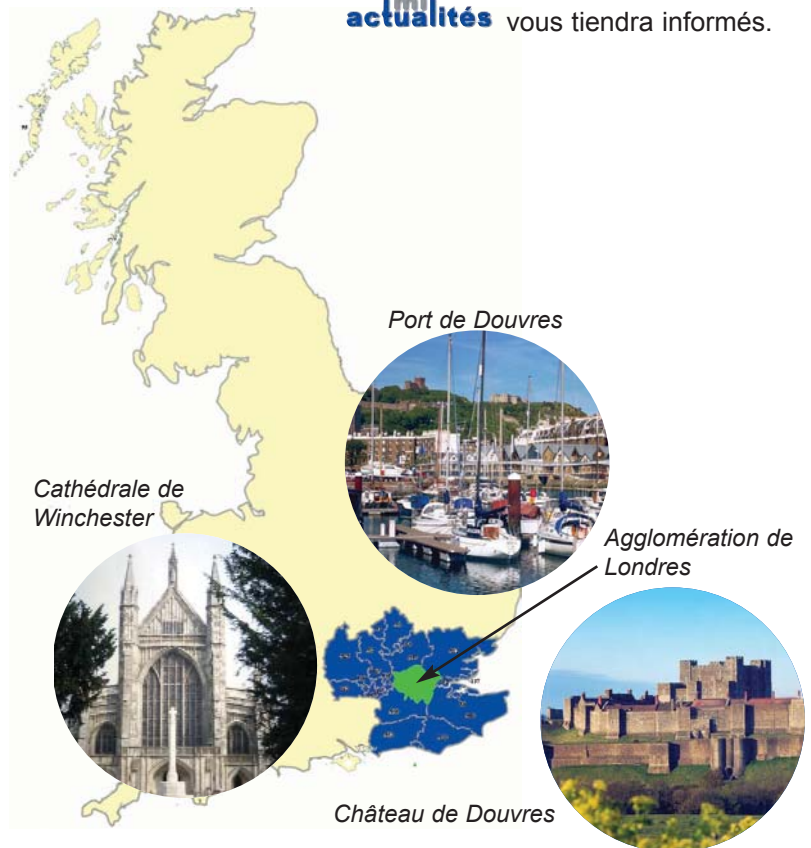 actualités vous tiendra informés.
Port de Douvres
Cathédrale de
Winchester
Agglomération de
Londres
Château de Douvres